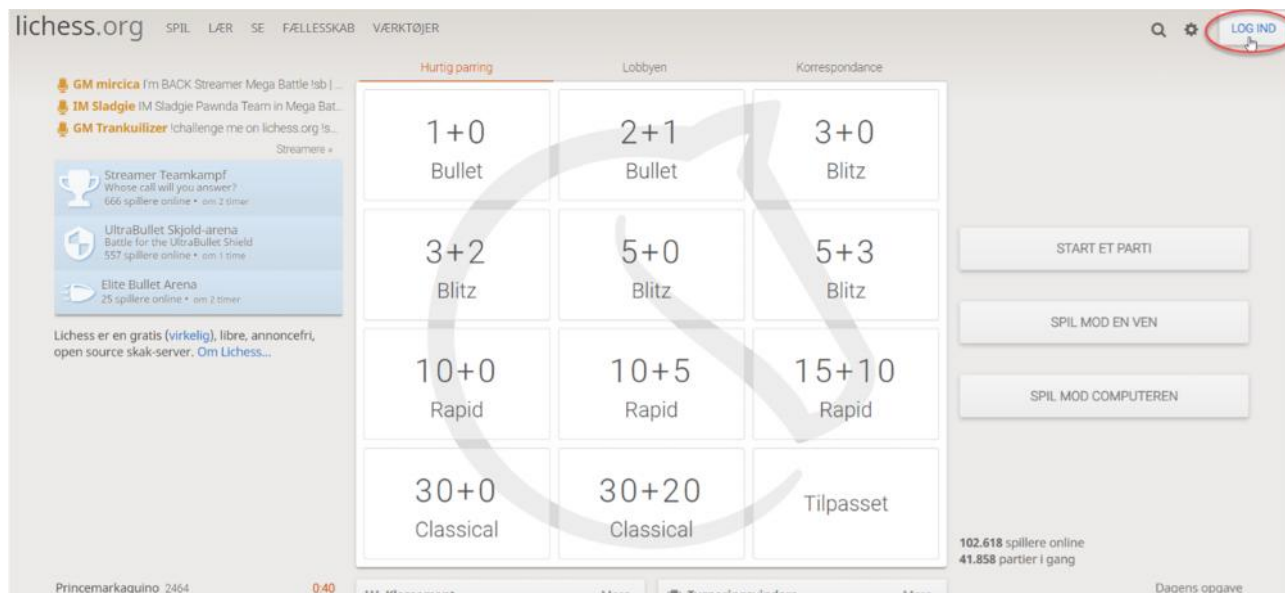 lichess.org SPIL LÆR SE FÆLLESSKAB VÆRKTØJER LOG IND
GM mircica I'm BACK Streamer Mega Battle !sb |...
IM Sladgie IM Sladgie Pawnda Team in Mega Bat...
GM Trankuilizer !challenge me on lichess.org !s...
Streamere »
Streamer Teamkampf
Whose call will you answer?
666 spillere online • om 2 timer
UltraBullet Skjold-arena
Battle for the UltraBullet Shield
557 spillere online • om 1 time
Elite Bullet Arena
25 spillere online • om 2 timer
Lichess er en gratis (virkelig), libre, annoncefri,
open source skak-server. Om Lichess...
Hurtig parring Lobbyen Korrespondance
1+0 2+1 3+0
Bullet Bullet Blitz
3+2 5+0 5+3
Blitz Blitz Blitz
10+0 10+5 15+10
Rapid Rapid Rapid
30+0 30+20 Tilpasset
Classical Classical
START ET PARTI
SPIL MOD EN VEN
SPIL MOD COMPUTEREN
102.618 spillere online
41.858 partier i gang
Princemarkaquino 2464 0:40
Dagens opgave